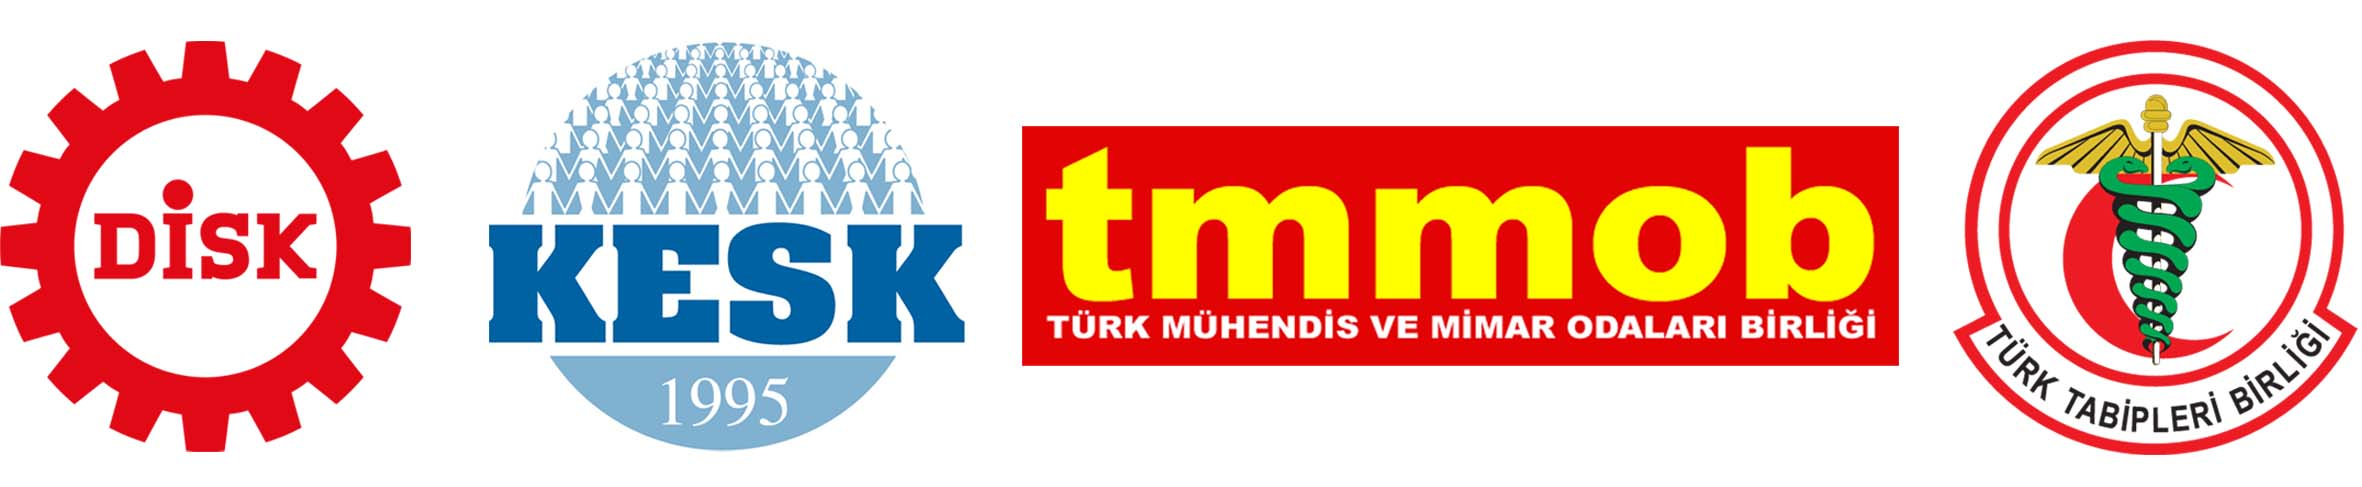 DİSK
KESK
1995
tmmob
TÜRK MÜHENDİS VE MİMAR ODALARI BİRLİĞİ
TÜRK TABİPLERİ BİRLİĞİ